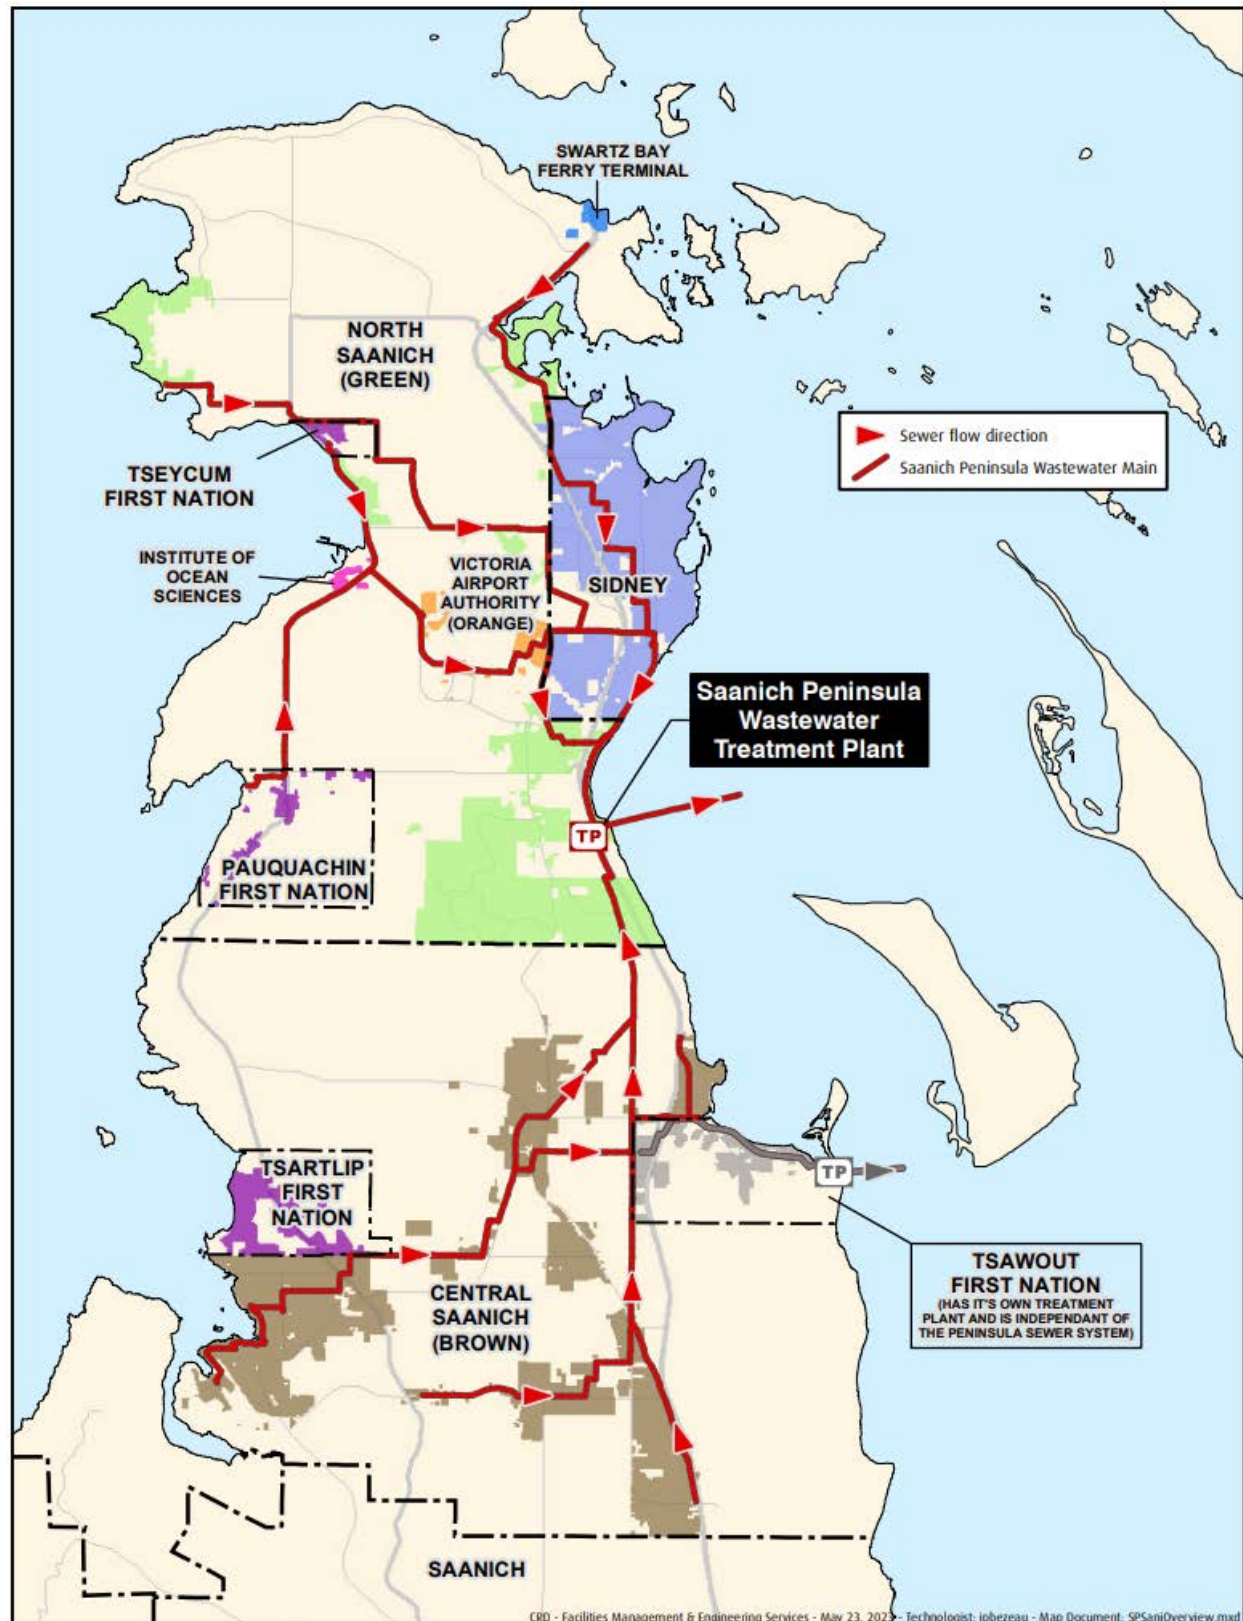 SWARTZ BAY
FERRY TERMINAL
NORTH
SAANICH
(GREEN)
Sewer flow direction
Saanich Peninsula Wastewater Main
TSEYCUM
FIRST NATION
INSTITUTE OF
OCEAN
SCIENCES
VICTORIA
AIRPORT
AUTHORITY
(ORANGE)
SIDNEY
Saanich Peninsula
Wastewater
Treatment Plant
TP
PAUQUACHIN
FIRST NATION
TSARTLIP
FIRST
NATION
TP
CENTRAL
SAANICH
(BROWN)
TSAWOUT
FIRST NATION
(HAS IT'S OWN TREATMENT
PLANT AND IS INDEPENDANT OF
THE PENINSULA SEWER SYSTEM)
SAANICH
CRD - Facilities Management & Engineering Services - May 23, 2023 - Technologist: jobezeau - Map Document: SPSaniOverview.mxd